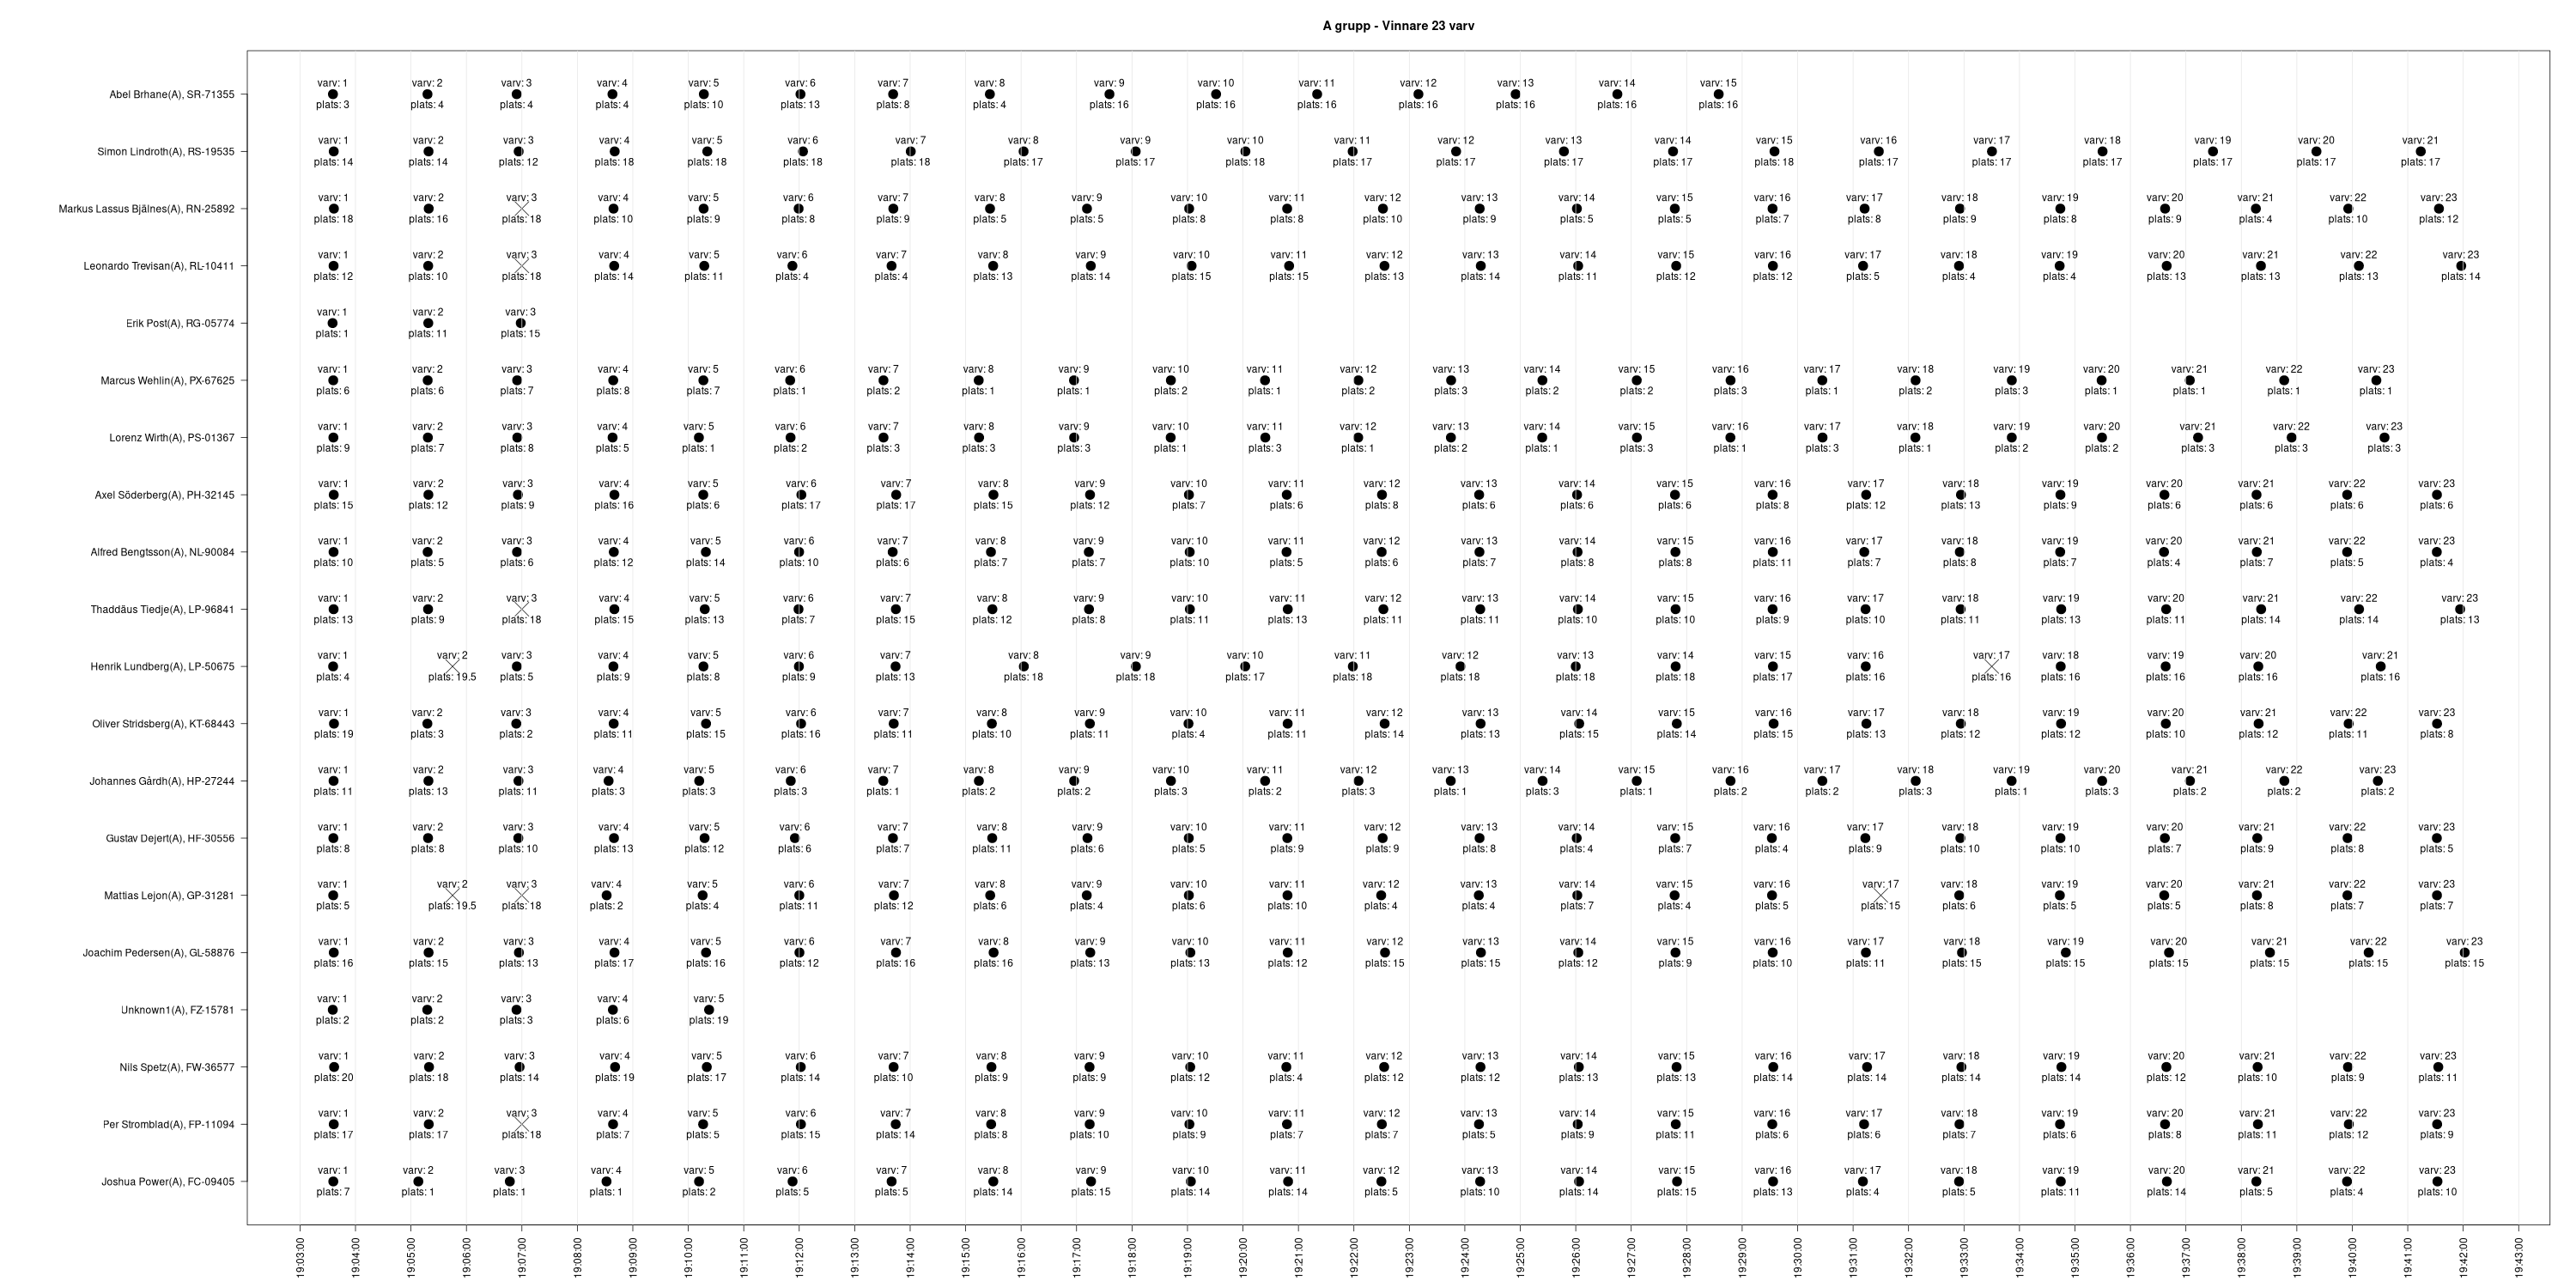 A grupp - Vinnare 23 varv
varv: 1 varv: 2 varv: 3 varv: 4 varv: 5 varv: 6 varv: 7 varv: 8 varv: 9 varv: 10 varv: 11 varv: 12 varv: 13 varv: 14 varv: 15
Abel Brhane(A), SR-71355
plats: 3 plats: 4 plats: 4 plats: 4 plats: 10 plats: 13 plats: 8 plats: 4 plats: 16 plats: 16 plats: 16 plats: 16 plats: 16 plats: 16 plats: 16
varv: 1 varv: 2 varv: 3 varv: 4 varv: 5 varv: 6 varv: 7 varv: 8 varv: 9 varv: 10 varv: 11 varv: 12 varv: 13 varv: 14 varv: 15 varv: 16 varv: 17 varv: 18 varv: 19 varv: 20 varv: 21
Simon Lindroth(A), RS-19535
plats: 14 plats: 14 plats: 12 plats: 18 plats: 18 plats: 18 plats: 18 plats: 17 plats: 17 plats: 18 plats: 17 plats: 17 plats: 17 plats: 17 plats: 18 plats: 17 plats: 17 plats: 17 plats: 17 plats: 17 plats: 17
varv: 1 varv: 2 varv: 3 varv: 4 varv: 5 varv: 6 varv: 7 varv: 8 varv: 9 varv: 10 varv: 11 varv: 12 varv: 13 varv: 14 varv: 15 varv: 16 varv: 17 varv: 18 varv: 19 varv: 20 varv: 21 varv: 22 varv: 23
Markus Lassus Bjälnes(A), RN-25892
plats: 18 plats: 16 plats: 18 plats: 10 plats: 9 plats: 8 plats: 9 plats: 5 plats: 5 plats: 8 plats: 8 plats: 10 plats: 9 plats: 5 plats: 5 plats: 7 plats: 8 plats: 9 plats: 8 plats: 9 plats: 4 plats: 10 plats: 12
varv: 1 varv: 2 varv: 3 varv: 4 varv: 5 varv: 6 varv: 7 varv: 8 varv: 9 varv: 10 varv: 11 varv: 12 varv: 13 varv: 14 varv: 15 varv: 16 varv: 17 varv: 18 varv: 19 varv: 20 varv: 21 varv: 22 varv: 23
Leonardo Trevisan(A), RL-10411
plats: 12 plats: 10 plats: 18 plats: 14 plats: 11 plats: 4 plats: 4 plats: 13 plats: 14 plats: 15 plats: 15 plats: 13 plats: 14 plats: 11 plats: 12 plats: 12 plats: 5 plats: 4 plats: 4 plats: 13 plats: 13 plats: 13 plats: 14
varv: 1 varv: 2 varv: 3
Erik Post(A), RG-05774
plats: 1 plats: 11 plats: 15
varv: 1 varv: 2 varv: 3 varv: 4 varv: 5 varv: 6 varv: 7 varv: 8 varv: 9 varv: 10 varv: 11 varv: 12 varv: 13 varv: 14 varv: 15 varv: 16 varv: 17 varv: 18 varv: 19 varv: 20 varv: 21 varv: 22 varv: 23
Marcus Wehlin(A), PX-67625
plats: 6 plats: 6 plats: 7 plats: 8 plats: 7 plats: 1 plats: 2 plats: 1 plats: 1 plats: 2 plats: 1 plats: 2 plats: 3 plats: 2 plats: 2 plats: 3 plats: 1 plats: 2 plats: 3 plats: 1 plats: 1 plats: 1 plats: 1
varv: 1 varv: 2 varv: 3 varv: 4 varv: 5 varv: 6 varv: 7 varv: 8 varv: 9 varv: 10 varv: 11 varv: 12 varv: 13 varv: 14 varv: 15 varv: 16 varv: 17 varv: 18 varv: 19 varv: 20 varv: 21 varv: 22 varv: 23
Lorenz Wirth(A), PS-01367
plats: 9 plats: 7 plats: 8 plats: 5 plats: 1 plats: 2 plats: 3 plats: 3 plats: 3 plats: 1 plats: 3 plats: 1 plats: 2 plats: 1 plats: 3 plats: 1 plats: 3 plats: 1 plats: 2 plats: 2 plats: 3 plats: 3 plats: 3
varv: 1 varv: 2 varv: 3 varv: 4 varv: 5 varv: 6 varv: 7 varv: 8 varv: 9 varv: 10 varv: 11 varv: 12 varv: 13 varv: 14 varv: 15 varv: 16 varv: 17 varv: 18 varv: 19 varv: 20 varv: 21 varv: 22 varv: 23
Axel Söderberg(A), PH-32145
plats: 15 plats: 12 plats: 9 plats: 16 plats: 6 plats: 17 plats: 17 plats: 15 plats: 12 plats: 7 plats: 6 plats: 8 plats: 6 plats: 6 plats: 6 plats: 8 plats: 12 plats: 13 plats: 9 plats: 6 plats: 6 plats: 6 plats: 6
varv: 1 varv: 2 varv: 3 varv: 4 varv: 5 varv: 6 varv: 7 varv: 8 varv: 9 varv: 10 varv: 11 varv: 12 varv: 13 varv: 14 varv: 15 varv: 16 varv: 17 varv: 18 varv: 19 varv: 20 varv: 21 varv: 22 varv: 23
Alfred Bengtsson(A), NL-90084
plats: 10 plats: 5 plats: 6 plats: 12 plats: 14 plats: 10 plats: 6 plats: 7 plats: 7 plats: 10 plats: 5 plats: 6 plats: 7 plats: 8 plats: 8 plats: 11 plats: 7 plats: 8 plats: 7 plats: 4 plats: 7 plats: 5 plats: 4
varv: 1 varv: 2 varv: 3 varv: 4 varv: 5 varv: 6 varv: 7 varv: 8 varv: 9 varv: 10 varv: 11 varv: 12 varv: 13 varv: 14 varv: 15 varv: 16 varv: 17 varv: 18 varv: 19 varv: 20 varv: 21 varv: 22 varv: 23
Thaddäus Tiedje(A), LP-96841
plats: 13 plats: 9 plats: 18 plats: 15 plats: 13 plats: 7 plats: 15 plats: 12 plats: 8 plats: 11 plats: 13 plats: 11 plats: 11 plats: 10 plats: 10 plats: 9 plats: 10 plats: 11 plats: 13 plats: 11 plats: 14 plats: 14 plats: 13
varv: 1 varv: 2 varv: 3 varv: 4 varv: 5 varv: 6 varv: 7 varv: 8 varv: 9 varv: 10 varv: 11 varv: 12 varv: 13 varv: 14 varv: 15 varv: 16 varv: 17 varv: 18 varv: 19 varv: 20 varv: 21
Henrik Lundberg(A), LP-50675
plats: 4 plats: 19.5 plats: 5 plats: 9 plats: 8 plats: 9 plats: 13 plats: 18 plats: 18 plats: 17 plats: 18 plats: 18 plats: 18 plats: 18 plats: 17 plats: 16 plats: 16 plats: 16 plats: 16 plats: 16 plats: 16
varv: 1 varv: 2 varv: 3 varv: 4 varv: 5 varv: 6 varv: 7 varv: 8 varv: 9 varv: 10 varv: 11 varv: 12 varv: 13 varv: 14 varv: 15 varv: 16 varv: 17 varv: 18 varv: 19 varv: 20 varv: 21 varv: 22 varv: 23
Oliver Stridsberg(A), KT-68443
plats: 19 plats: 3 plats: 2 plats: 11 plats: 15 plats: 16 plats: 11 plats: 10 plats: 11 plats: 4 plats: 11 plats: 14 plats: 13 plats: 15 plats: 14 plats: 15 plats: 13 plats: 12 plats: 12 plats: 10 plats: 12 plats: 11 plats: 8
varv: 1 varv: 2 varv: 3 varv: 4 varv: 5 varv: 6 varv: 7 varv: 8 varv: 9 varv: 10 varv: 11 varv: 12 varv: 13 varv: 14 varv: 15 varv: 16 varv: 17 varv: 18 varv: 19 varv: 20 varv: 21 varv: 22 varv: 23
Johannes Gårdh(A), HP-27244
plats: 11 plats: 13 plats: 11 plats: 3 plats: 3 plats: 3 plats: 1 plats: 2 plats: 2 plats: 3 plats: 2 plats: 3 plats: 1 plats: 3 plats: 1 plats: 2 plats: 2 plats: 3 plats: 1 plats: 3 plats: 2 plats: 2 plats: 2
varv: 1 varv: 2 varv: 3 varv: 4 varv: 5 varv: 6 varv: 7 varv: 8 varv: 9 varv: 10 varv: 11 varv: 12 varv: 13 varv: 14 varv: 15 varv: 16 varv: 17 varv: 18 varv: 19 varv: 20 varv: 21 varv: 22 varv: 23
Gustav Dejert(A), HF-30556
plats: 8 plats: 8 plats: 10 plats: 13 plats: 12 plats: 6 plats: 7 plats: 11 plats: 6 plats: 5 plats: 9 plats: 9 plats: 8 plats: 4 plats: 7 plats: 4 plats: 9 plats: 10 plats: 10 plats: 7 plats: 9 plats: 8 plats: 5
varv: 1 varv: 2 varv: 3 varv: 4 varv: 5 varv: 6 varv: 7 varv: 8 varv: 9 varv: 10 varv: 11 varv: 12 varv: 13 varv: 14 varv: 15 varv: 16 varv: 17 varv: 18 varv: 19 varv: 20 varv: 21 varv: 22 varv: 23
Mattias Lejon(A), GP-31281
plats: 5 plats: 19.5 plats: 18 plats: 2 plats: 4 plats: 11 plats: 12 plats: 6 plats: 4 plats: 6 plats: 10 plats: 4 plats: 4 plats: 7 plats: 4 plats: 5 plats: 15 plats: 6 plats: 5 plats: 5 plats: 8 plats: 7 plats: 7
varv: 1 varv: 2 varv: 3 varv: 4 varv: 5 varv: 6 varv: 7 varv: 8 varv: 9 varv: 10 varv: 11 varv: 12 varv: 13 varv: 14 varv: 15 varv: 16 varv: 17 varv: 18 varv: 19 varv: 20 varv: 21 varv: 22 varv: 23
Joachim Pedersen(A), GL-58876
plats: 16 plats: 15 plats: 13 plats: 17 plats: 16 plats: 12 plats: 16 plats: 16 plats: 13 plats: 13 plats: 12 plats: 15 plats: 15 plats: 12 plats: 9 plats: 10 plats: 11 plats: 15 plats: 15 plats: 15 plats: 15 plats: 15 plats: 15
varv: 1 varv: 2 varv: 3 varv: 4 varv: 5
Unknown1(A), FZ-15781
plats: 2 plats: 2 plats: 3 plats: 6 plats: 19
varv: 1 varv: 2 varv: 3 varv: 4 varv: 5 varv: 6 varv: 7 varv: 8 varv: 9 varv: 10 varv: 11 varv: 12 varv: 13 varv: 14 varv: 15 varv: 16 varv: 17 varv: 18 varv: 19 varv: 20 varv: 21 varv: 22 varv: 23
Nils Spetz(A), FW-36577
plats: 20 plats: 18 plats: 14 plats: 19 plats: 17 plats: 14 plats: 10 plats: 9 plats: 9 plats: 12 plats: 4 plats: 12 plats: 12 plats: 13 plats: 13 plats: 14 plats: 14 plats: 14 plats: 14 plats: 12 plats: 10 plats: 9 plats: 11
varv: 1 varv: 2 varv: 3 varv: 4 varv: 5 varv: 6 varv: 7 varv: 8 varv: 9 varv: 10 varv: 11 varv: 12 varv: 13 varv: 14 varv: 15 varv: 16 varv: 17 varv: 18 varv: 19 varv: 20 varv: 21 varv: 22 varv: 23
Per Stromblad(A), FP-11094
plats: 17 plats: 17 plats: 18 plats: 7 plats: 5 plats: 15 plats: 14 plats: 8 plats: 10 plats: 9 plats: 7 plats: 7 plats: 5 plats: 9 plats: 11 plats: 6 plats: 6 plats: 7 plats: 6 plats: 8 plats: 11 plats: 12 plats: 9
varv: 1 varv: 2 varv: 3 varv: 4 varv: 5 varv: 6 varv: 7 varv: 8 varv: 9 varv: 10 varv: 11 varv: 12 varv: 13 varv: 14 varv: 15 varv: 16 varv: 17 varv: 18 varv: 19 varv: 20 varv: 21 varv: 22 varv: 23
Joshua Power(A), FC-09405
plats: 7 plats: 1 plats: 1 plats: 1 plats: 2 plats: 5 plats: 5 plats: 14 plats: 15 plats: 14 plats: 14 plats: 5 plats: 10 plats: 14 plats: 15 plats: 13 plats: 4 plats: 5 plats: 11 plats: 14 plats: 5 plats: 4 plats: 10
19:03:00 19:04:00 19:05:00 19:06:00 19:07:00 19:08:00 19:09:00 19:10:00 19:11:00 19:12:00 19:13:00 19:14:00 19:15:00 19:16:00 19:17:00 19:18:00 19:19:00 19:20:00 19:21:00 19:22:00 19:23:00 19:24:00 19:25:00 19:26:00 19:27:00 19:28:00 19:29:00 19:30:00 19:31:00 19:32:00 19:33:00 19:34:00 19:35:00 19:36:00 19:37:00 19:38:00 19:39:00 19:40:00 19:41:00 19:42:00 19:43:00